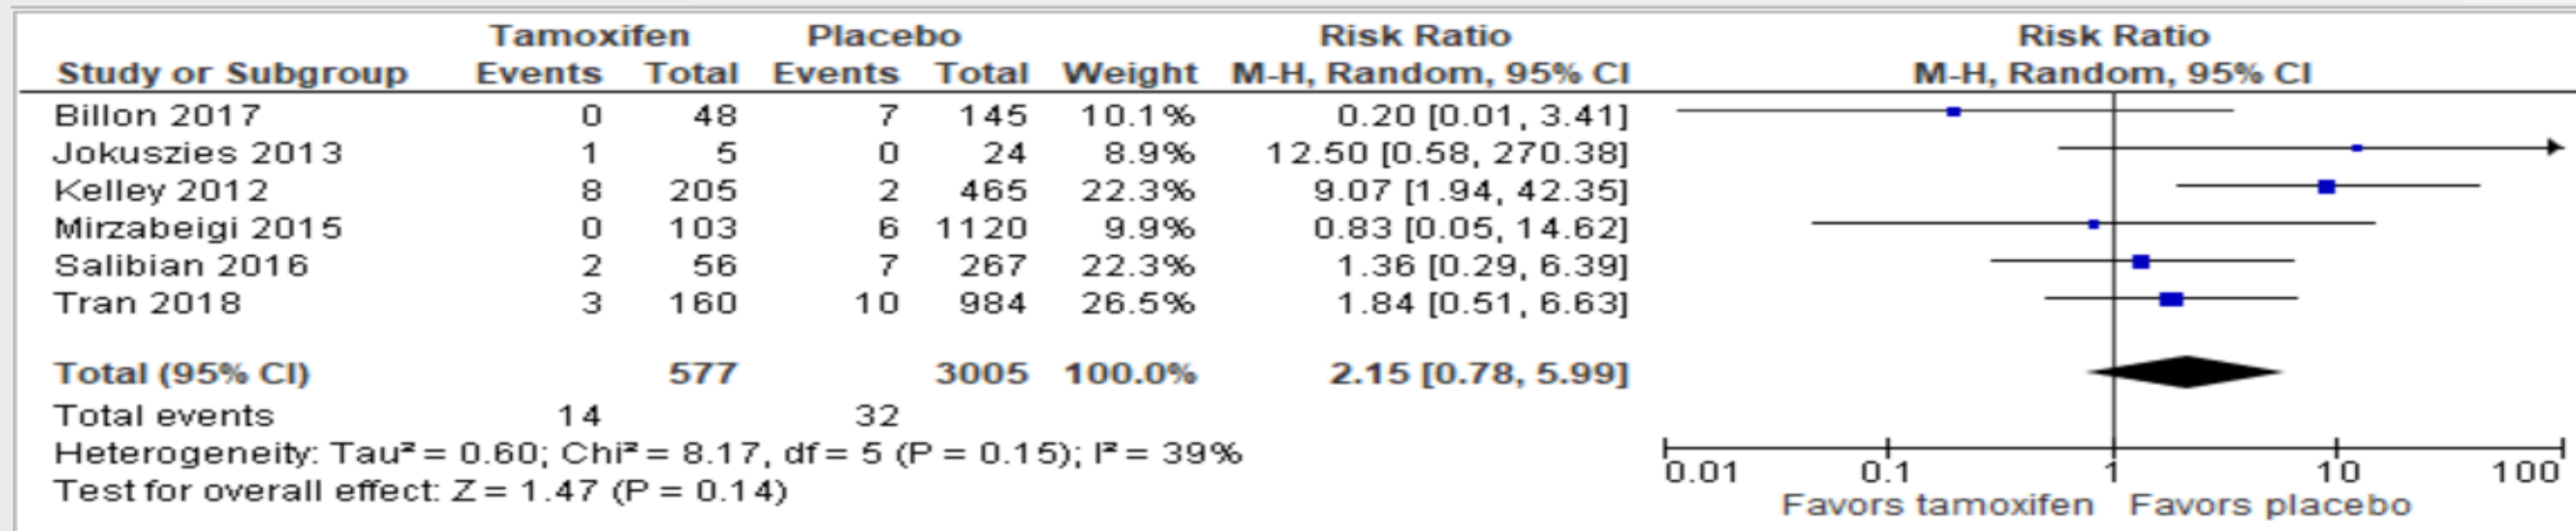 Tamoxifen Placebo Risk Ratio Risk Ratio
Study or Subgroup Events Total Events Total Weight M-H, Random, 95% CI M-H, Random, 95% CI
Billon 2017 0 48 7 145 10.1% 0.20 [0.01, 3.41]
Jokuszies 2013 1 5 0 24 8.9% 12.50 [0.58, 270.38]
Kelley 2012 8 205 2 465 22.3% 9.07 [1.94, 42.35]
Mirzabeigi 2015 0 103 6 1120 9.9% 0.83 [0.05, 14.62]
Salibian 2016 2 56 7 267 22.3% 1.36 [0.29, 6.39]
Tran 2018 3 160 10 984 26.5% 1.84 [0.51, 6.63]
Total (95% CI) 577 3005 100.0% 2.15 [0.78, 5.99]
Total events 14 32
Heterogeneity: Tau² = 0.60; Chi² = 8.17, df = 5 (P = 0.15); I² = 39%
Test for overall effect: Z = 1.47 (P = 0.14)
0.01 0.1 1 10 100
Favors tamoxifen Favors placebo